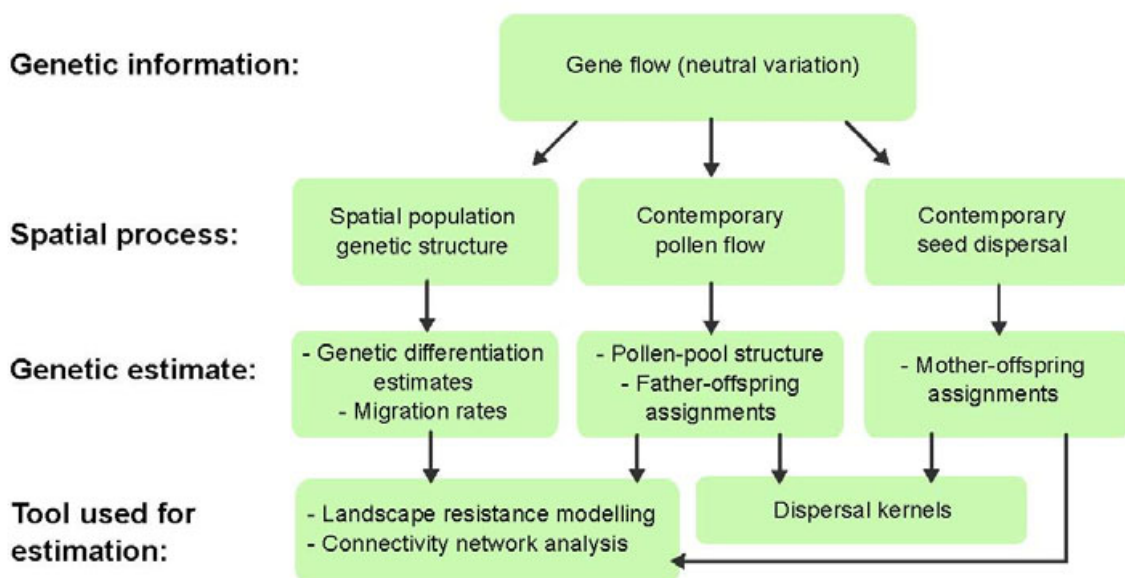 Genetic information:
Gene flow (neutral variation)
Spatial process:
Spatial population
genetic structure
Contemporary
pollen flow
Contemporary
seed dispersal
Genetic estimate:
- Genetic differentiation
estimates
- Migration rates
- Pollen-pool structure
- Father-offspring
assignments
- Mother-offspring
assignments
Tool used for
estimation:
- Landscape resistance modelling
- Connectivity network analysis
Dispersal kernels